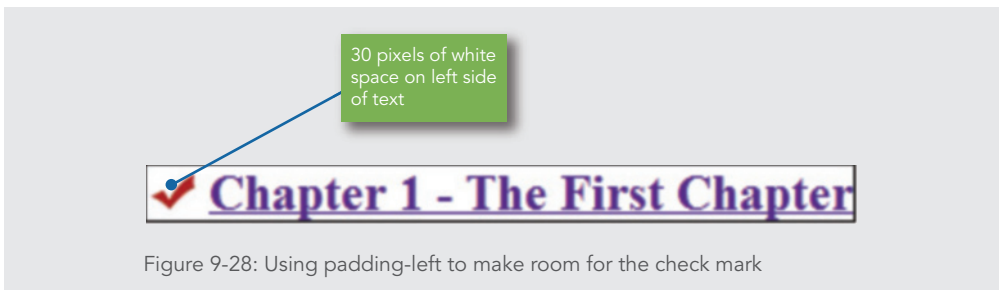 30 pixels of white
space on left side
of text
Chapter 1 - The First Chapter
Figure 9-28: Using padding-left to make room for the check mark